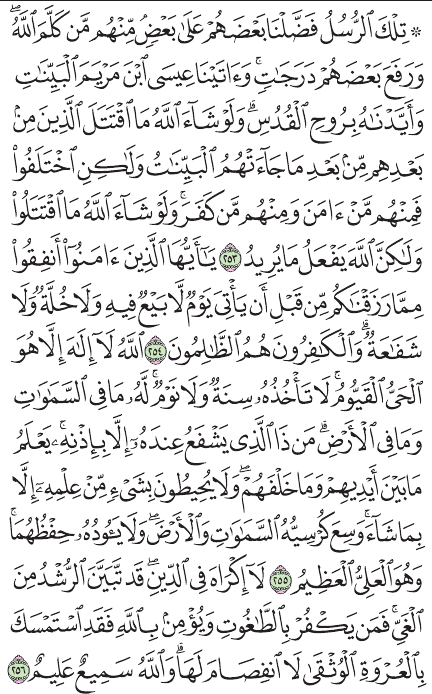 ۞ تِلْكَ ٱلرُّسُلُ فَضَّلْنَا بَعْضَهُمْ عَلَىٰ بَعْضٍ مِّنْهُم مَّن كَلَّمَ ٱللَّهُۖ
وَرَفَعَ بَعْضَهُمْ دَرَجَٰتٍۚ وَءَاتَيْنَا عِيسَى ٱبْنَ مَرْيَمَ ٱلْبَيِّنَٰتِ
وَأَيَّدْنَٰهُ بِرُوحِ ٱلْقُدُسِۗ وَلَوْ شَآءَ ٱللَّهُ مَا ٱقْتَتَلَ ٱلَّذِينَ مِنۢ
بَعْدِهِم مِّنۢ بَعْدِ مَا جَآءَتْهُمُ ٱلْبَيِّنَٰتُ وَلَٰكِنِ ٱخْتَلَفُوا۟
فَمِنْهُم مَّنْ ءَامَنَ وَمِنْهُم مَّن كَفَرَۚ وَلَوْ شَآءَ ٱللَّهُ مَا ٱقْتَتَلُوا۟
وَلَٰكِنَّ ٱللَّهَ يَفْعَلُ مَا يُرِيدُ ٢٥٣ يَٰٓأَيُّهَا ٱلَّذِينَ ءَامَنُوٓا۟ أَنفِقُوا۟
مِمَّا رَزَقْنَٰكُم مِّن قَبْلِ أَن يَأْتِىَ يَوْمٌ لَّا بَيْعٌ فِيهِ وَلَا خُلَّةٌ وَلَا
شَفَٰعَةٌۗ وَٱلْكَٰفِرُونَ هُمُ ٱلظَّٰلِمُونَ ٢٥٤ ٱللَّهُ لَآ إِلَٰهَ إِلَّا هُوَ
ٱلْحَىُّ ٱلْقَيُّومُۚ لَا تَأْخُذُهُۥ سِنَةٌ وَلَا نَوْمٌۚ لَّهُۥ مَا فِى ٱلسَّمَٰوَٰتِ
وَمَا فِى ٱلْأَرْضِۗ مَن ذَا ٱلَّذِى يَشْفَعُ عِندَهُۥٓ إِلَّا بِإِذْنِهِۦۚ يَعْلَمُ
مَا بَيْنَ أَيْدِيهِمْ وَمَا خَلْفَهُمْۖ وَلَا يُحِيطُونَ بِشَىْءٍ مِّنْ عِلْمِهِۦٓ إِلَّا
بِمَا شَآءَۚ وَسِعَ كُرْسِيُّهُ ٱلسَّمَٰوَٰتِ وَٱلْأَرْضَۖ وَلَا يَـُٔودُهُۥ حِفْظُهُمَاۚ
وَهُوَ ٱلْعَلِىُّ ٱلْعَظِيمُ ٢٥٥ لَآ إِكْرَاهَ فِى ٱلدِّينِۖ قَد تَّبَيَّنَ ٱلرُّشْدُ مِنَ
ٱلْغَىِّۚ فَمَن يَكْفُرْ بِٱلطَّٰغُوتِ وَيُؤْمِنۢ بِٱللَّهِ فَقَدِ ٱسْتَمْسَكَ
بِٱلْعُرْوَةِ ٱلْوُثْقَىٰ لَا ٱنفِصَامَ لَهَاۗ وَٱللَّهُ سَمِيعٌ عَلِيمٌ ٢٥٦